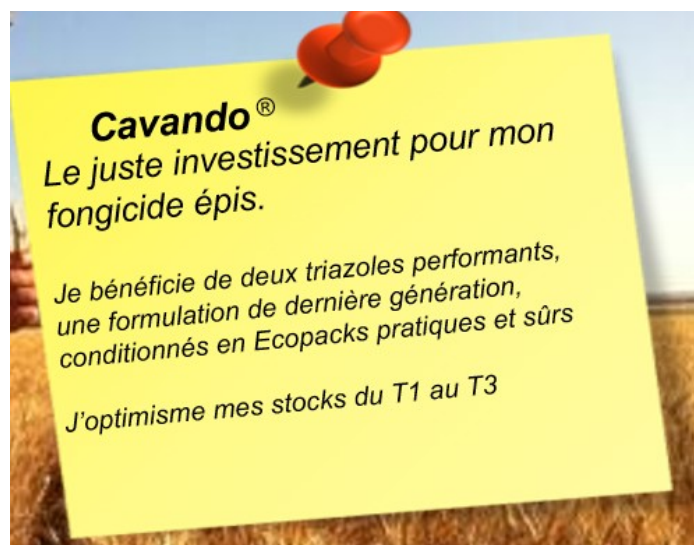 Cavando ®
Le juste investissement pour mon
fongicide épis.
Je bénéficie de deux triazoles performants,
une formulation de dernière génération,
conditionnés en Ecopacks pratiques et sûrs
J'optimisme mes stocks du T1 au T3